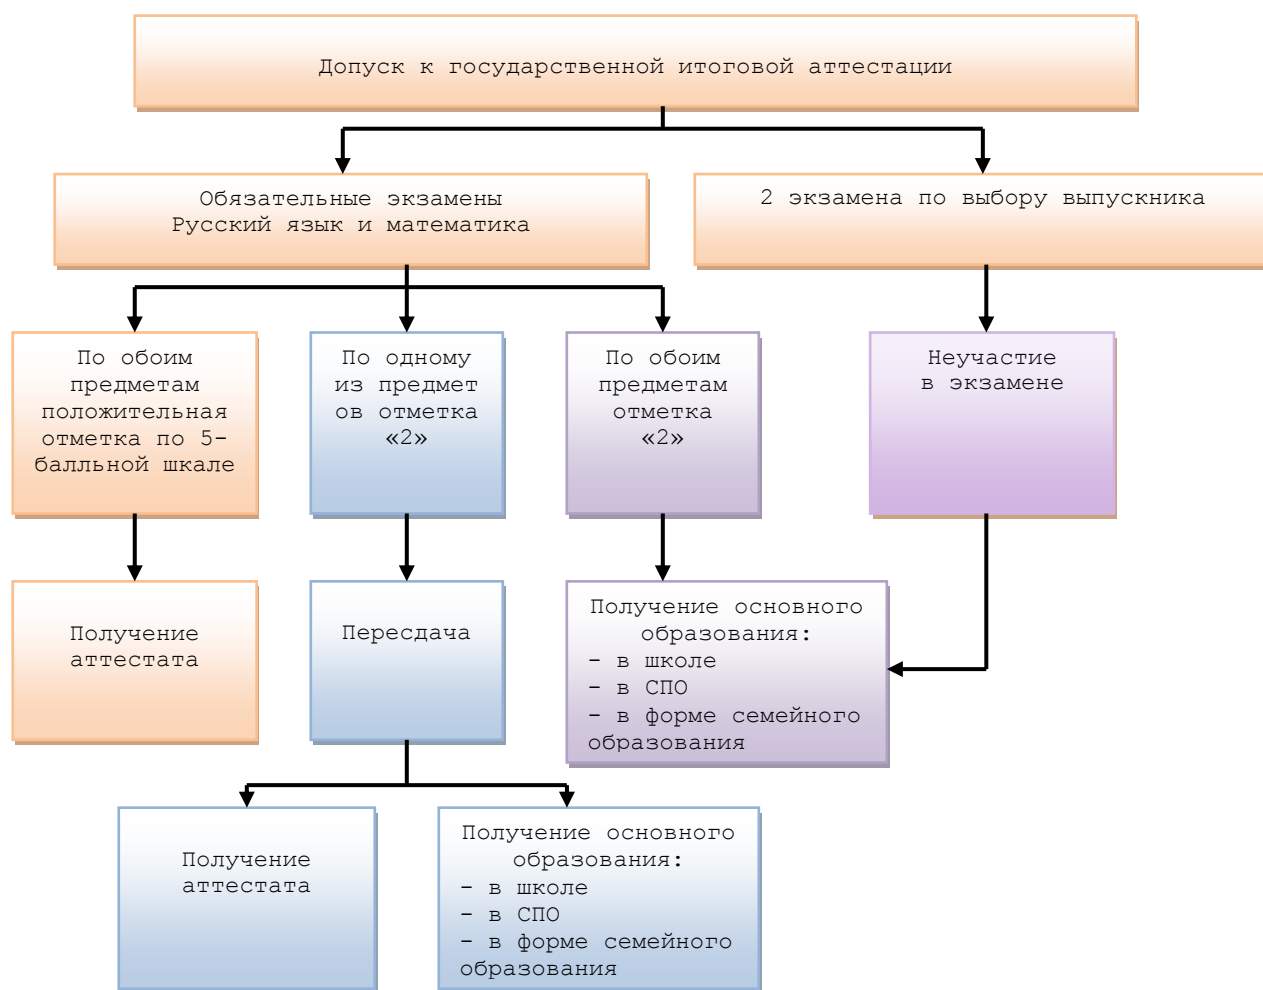 Допуск к государственной итоговой аттестации
Обязательные экзамены
Русский язык и математика
2 экзамена по выбору выпускника
По обоим
предметам
положительная
отметка по 5-
балльной шкале
По одному
из предмет
ов отметка
«2»
По обоим
предметам
отметка
«2»
Неучастие
в экзамене
Получение
аттестата
Пересдача
Получение основного
образования:
- в школе
- в СПО
- в форме семейного
образования
Получение
аттестата
Получение основного
образования:
- в школе
- в СПО
- в форме семейного
образования